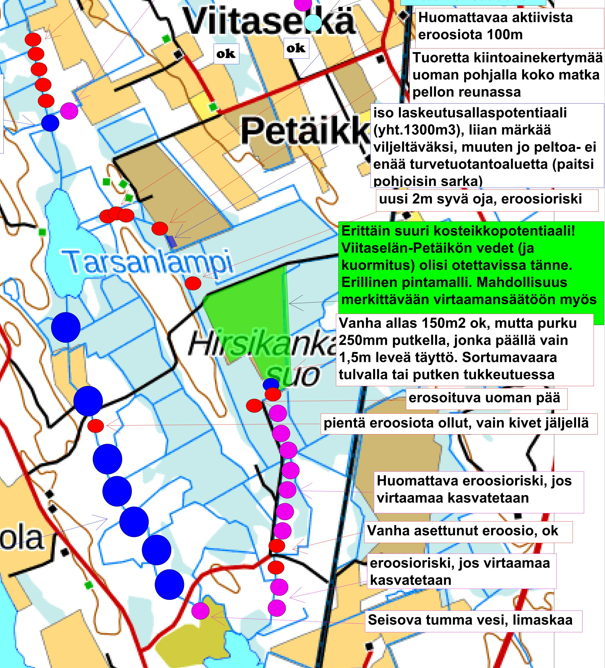 Viitaselkä
ok
ok
Huomattavaa aktiivista
eroosiota 100m
Tuoretta kiintoainekertymää
uoman pohjalla koko matka
pellon reunassa
Petäikk
iso laskeutusallaspotentiaali
(yht.1300m3), liian märkää
viljeltäväksi, muuten jo peltoa- ei
enää turvetuotantoaluetta (paitsi
pohjoisin sarka)
uusi 2m syvä oja, eroosioriski
Tarsanlampi
Erittäin suuri kosteikkopotentiaali!
Viitaselän-Petäikön vedet (ja
kuormitus) olisi otettavissa tänne.
Erillinen pintamalli. Mahdollisuus
merkittävään virtaamansäätöön myös
Hirsikanka
suo
Vanha allas 150m2 ok, mutta purku
250mm putkella, jonka päällä vain
1,5m leveä täyttö. Sortumavaara
tulvalla tai putken tukkeutuessa
erosoituva uoman pää
pientä eroosiota ollut, vain kivet jäljellä
Huomattava eroosioriski, jos
virtaamaa kasvatetaan
ola
Vanha asettunut eroosio, ok
eroosioriski, jos virtaamaa
kasvatetaan
Seisova tumma vesi, limaskaa